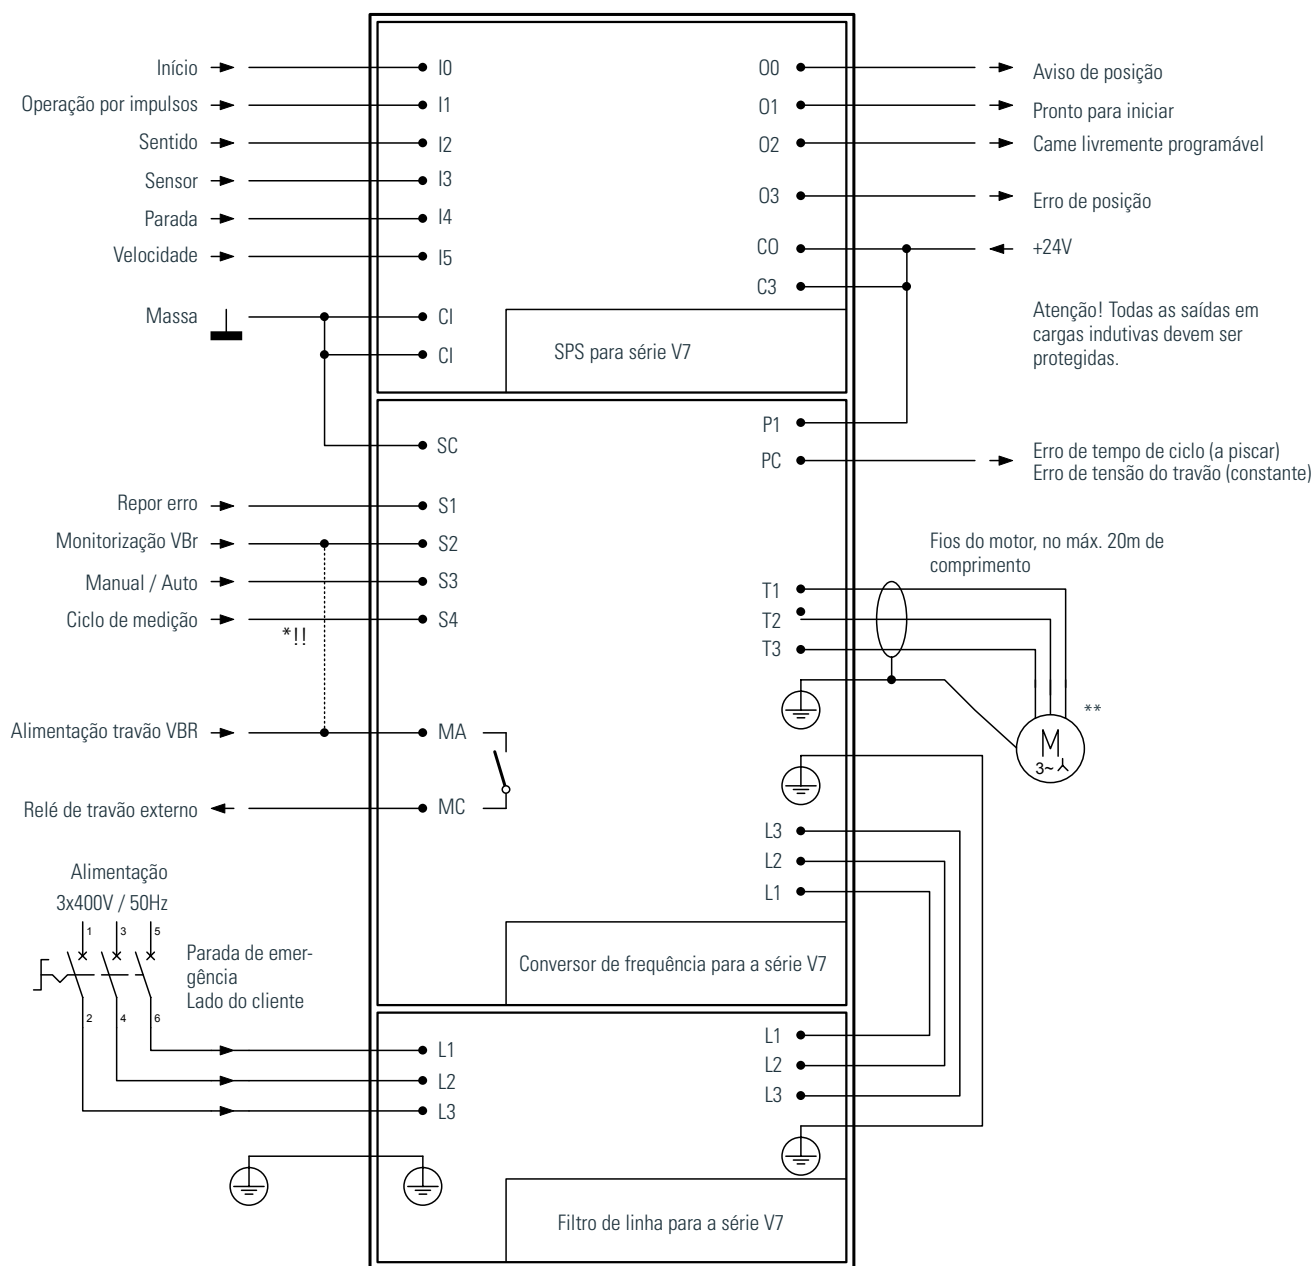 Início I0 O0 Aviso de posição
Operação por impulsos I1 O1 Pronto para iniciar
Sentido I2 O2 Came livremente programável
Sensor I3 O3 Erro de posição
Parada I4
Velocidade I5 CO +24V
C3
Massa CI
CI
Atenção! Todas as saídas em
cargas indutivas devem ser
protegidas.
SPS para série V7
P1
SC PC Erro de tempo de ciclo (a piscar)
Erro de tensão do travão (constante)
Repor erro S1
Monitorização VBr S2
Manual / Auto S3
Ciclo de medição S4
*!!
Fios do motor, no máx. 20m de
comprimento
T1
T2
T3
**
M
3~
Alimentação travão VBR MA
Relé de travão externo MC
L3
L2
L1
Alimentação
3x400V / 50Hz
1 3 5
Parada de emer-
gência
Lado do cliente
2 4 6
Conversor de frequência para a série V7
L1 L1
L2 L2
L3 L3
Filtro de linha para a série V7